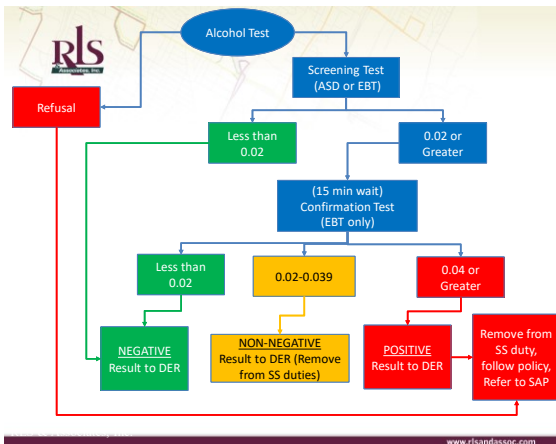 RLS
& Associates, Inc.
Alcohol Test
Screening Test
(ASD or EBT)
Refusal
Less than
0.02
0.02 or
Greater
(15 min wait)
Confirmation Test
(EBT only)
Less than
0.02
0.02-0.039
0.04 or
Greater
NEGATIVE
Result to DER
NON-NEGATIVE
Result to DER (Remove
from SS duties)
POSITIVE
Result to DER
Remove from
SS duty,
follow policy,
Refer to SAP
www.rlsandassoc.com